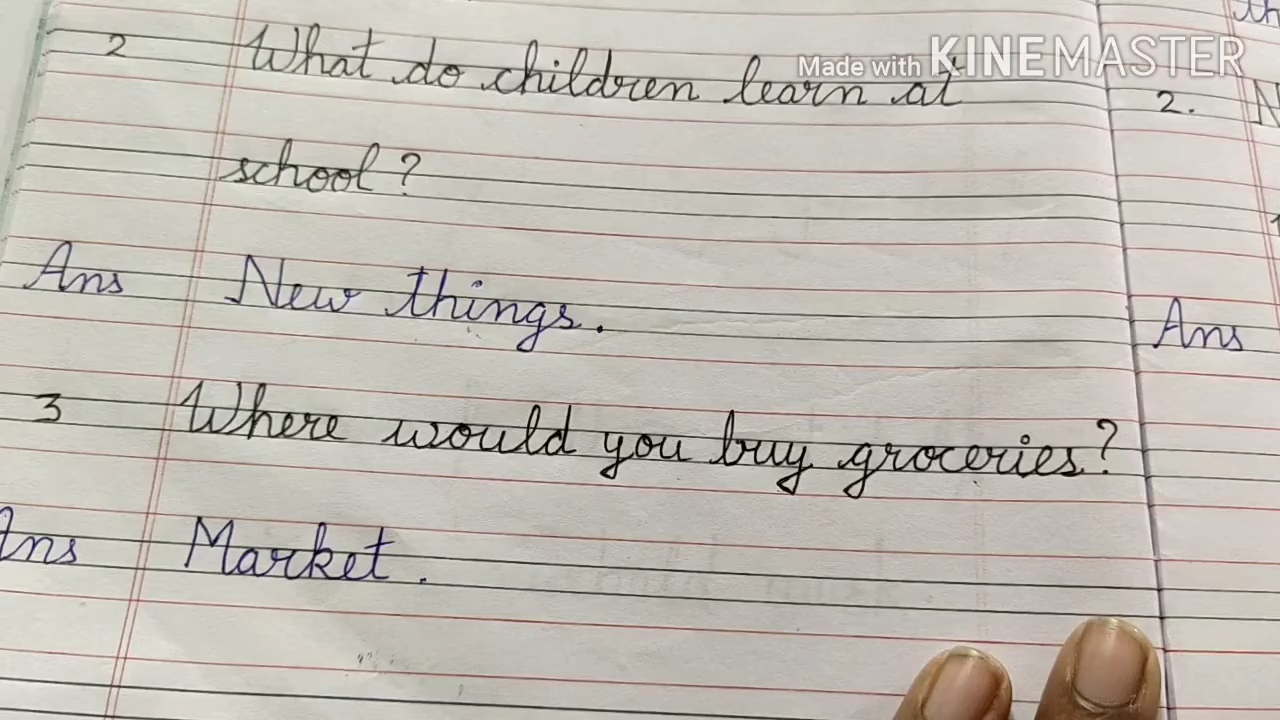 Made with KINEMASTER
2 What do children learn at
school?
Ans New things.
3 Where would you buy groceries?
Ans Market.
2.
Ans